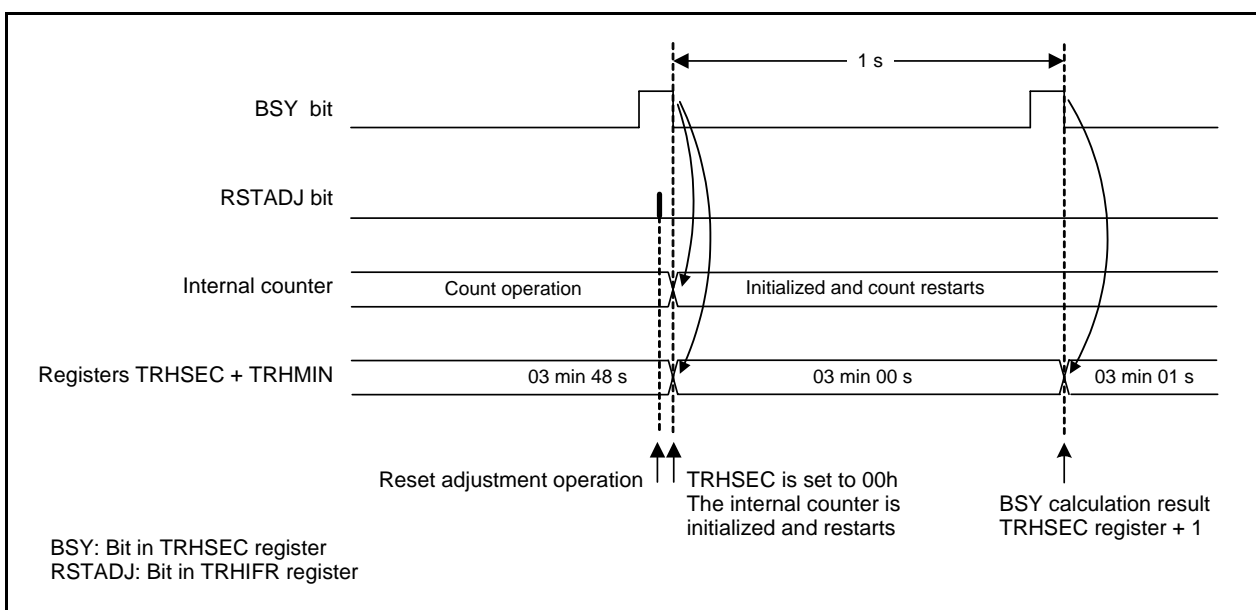 1 s
BSY bit
RSTADJ bit
Internal counter
Count operation
Initialized and count restarts
Registers TRHSEC + TRHMIN
03 min 48 s
03 min 00 s
03 min 01 s
Reset adjustment operation
TRHSEC is set to 00h
The internal counter is
initialized and restarts
BSY calculation result
TRHSEC register + 1
BSY: Bit in TRHSEC register
RSTADJ: Bit in TRHIFR register